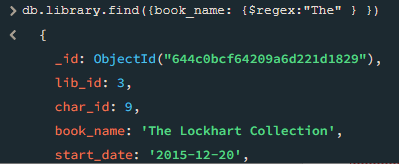 > db.library.find({book_name: {$regex:"The" } })
< {
_id: ObjectId("644c0bcf64209a6d221d1829"),
lib_id: 3,
char_id: 9,
book_name: 'The Lockhart Collection',
start_date: '2015-12-20',